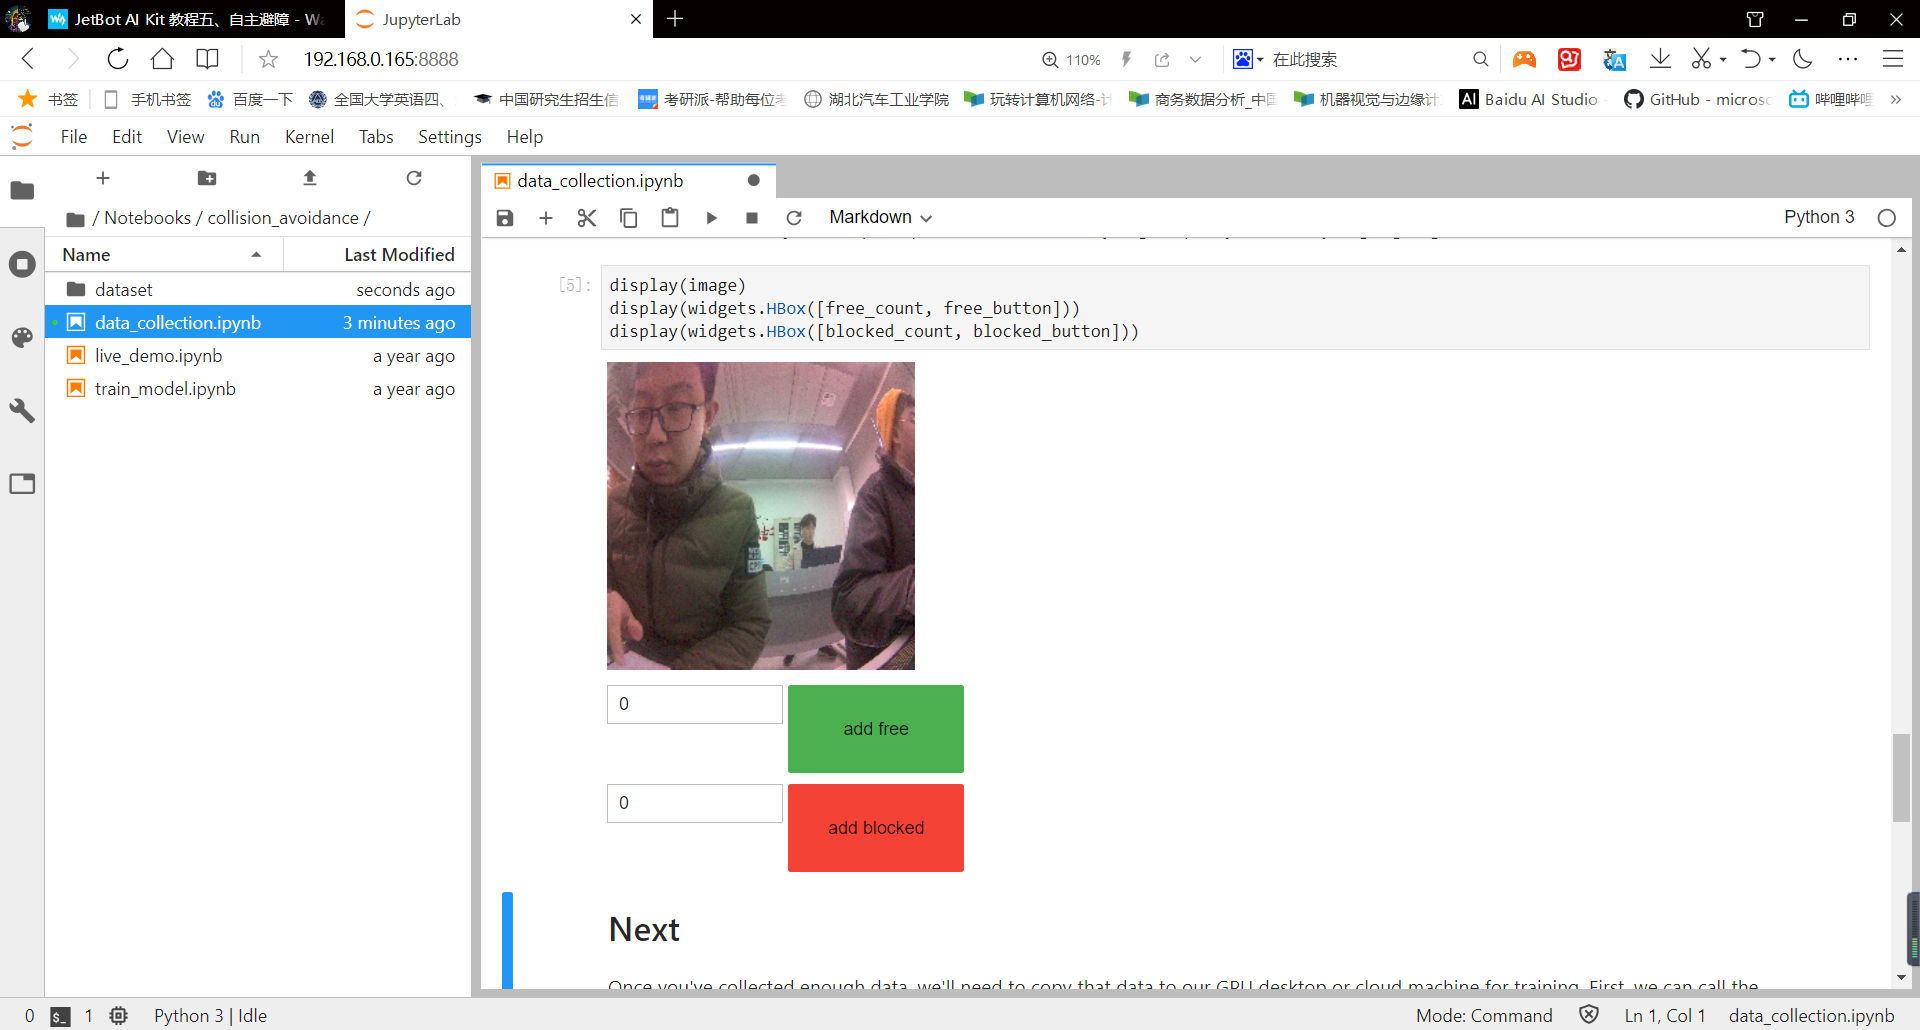 JetBot AI Kit 教程五、自主避障 - W
JupyterLab
192.168.0.165:8888
110%
在此搜索
书签
手机书签
百度一下
全国大学英语四、
中国研究生招生信
考研派-帮助每位
湖北汽车工业学院
玩转计算机网络-计
商务数据分析_中国
机器视觉与边缘计
AI Baidu AI Studio
GitHub - microso
哔哩哔哩
File Edit View Run Kernel Tabs Settings Help
/ Notebooks / collision_avoidance /
Name Last Modified
dataset seconds ago
data_collection.ipynb 3 minutes ago
live_demo.ipynb a year ago
train_model.ipynb a year ago
data_collection.ipynb
Markdown
Python 3
[5]:
display(image)
display(widgets.HBox([free_count, free_button]))
display(widgets.HBox([blocked_count, blocked_button]))
0
add free
0
add blocked
Next
Once you've collected enough data, we'll need to copy that data to our GPU desktop or cloud machine for training. First, we can call the
0 $_ 1 Python 3 | Idle
Mode: Command Ln 1, Col 1 data_collection.ipynb